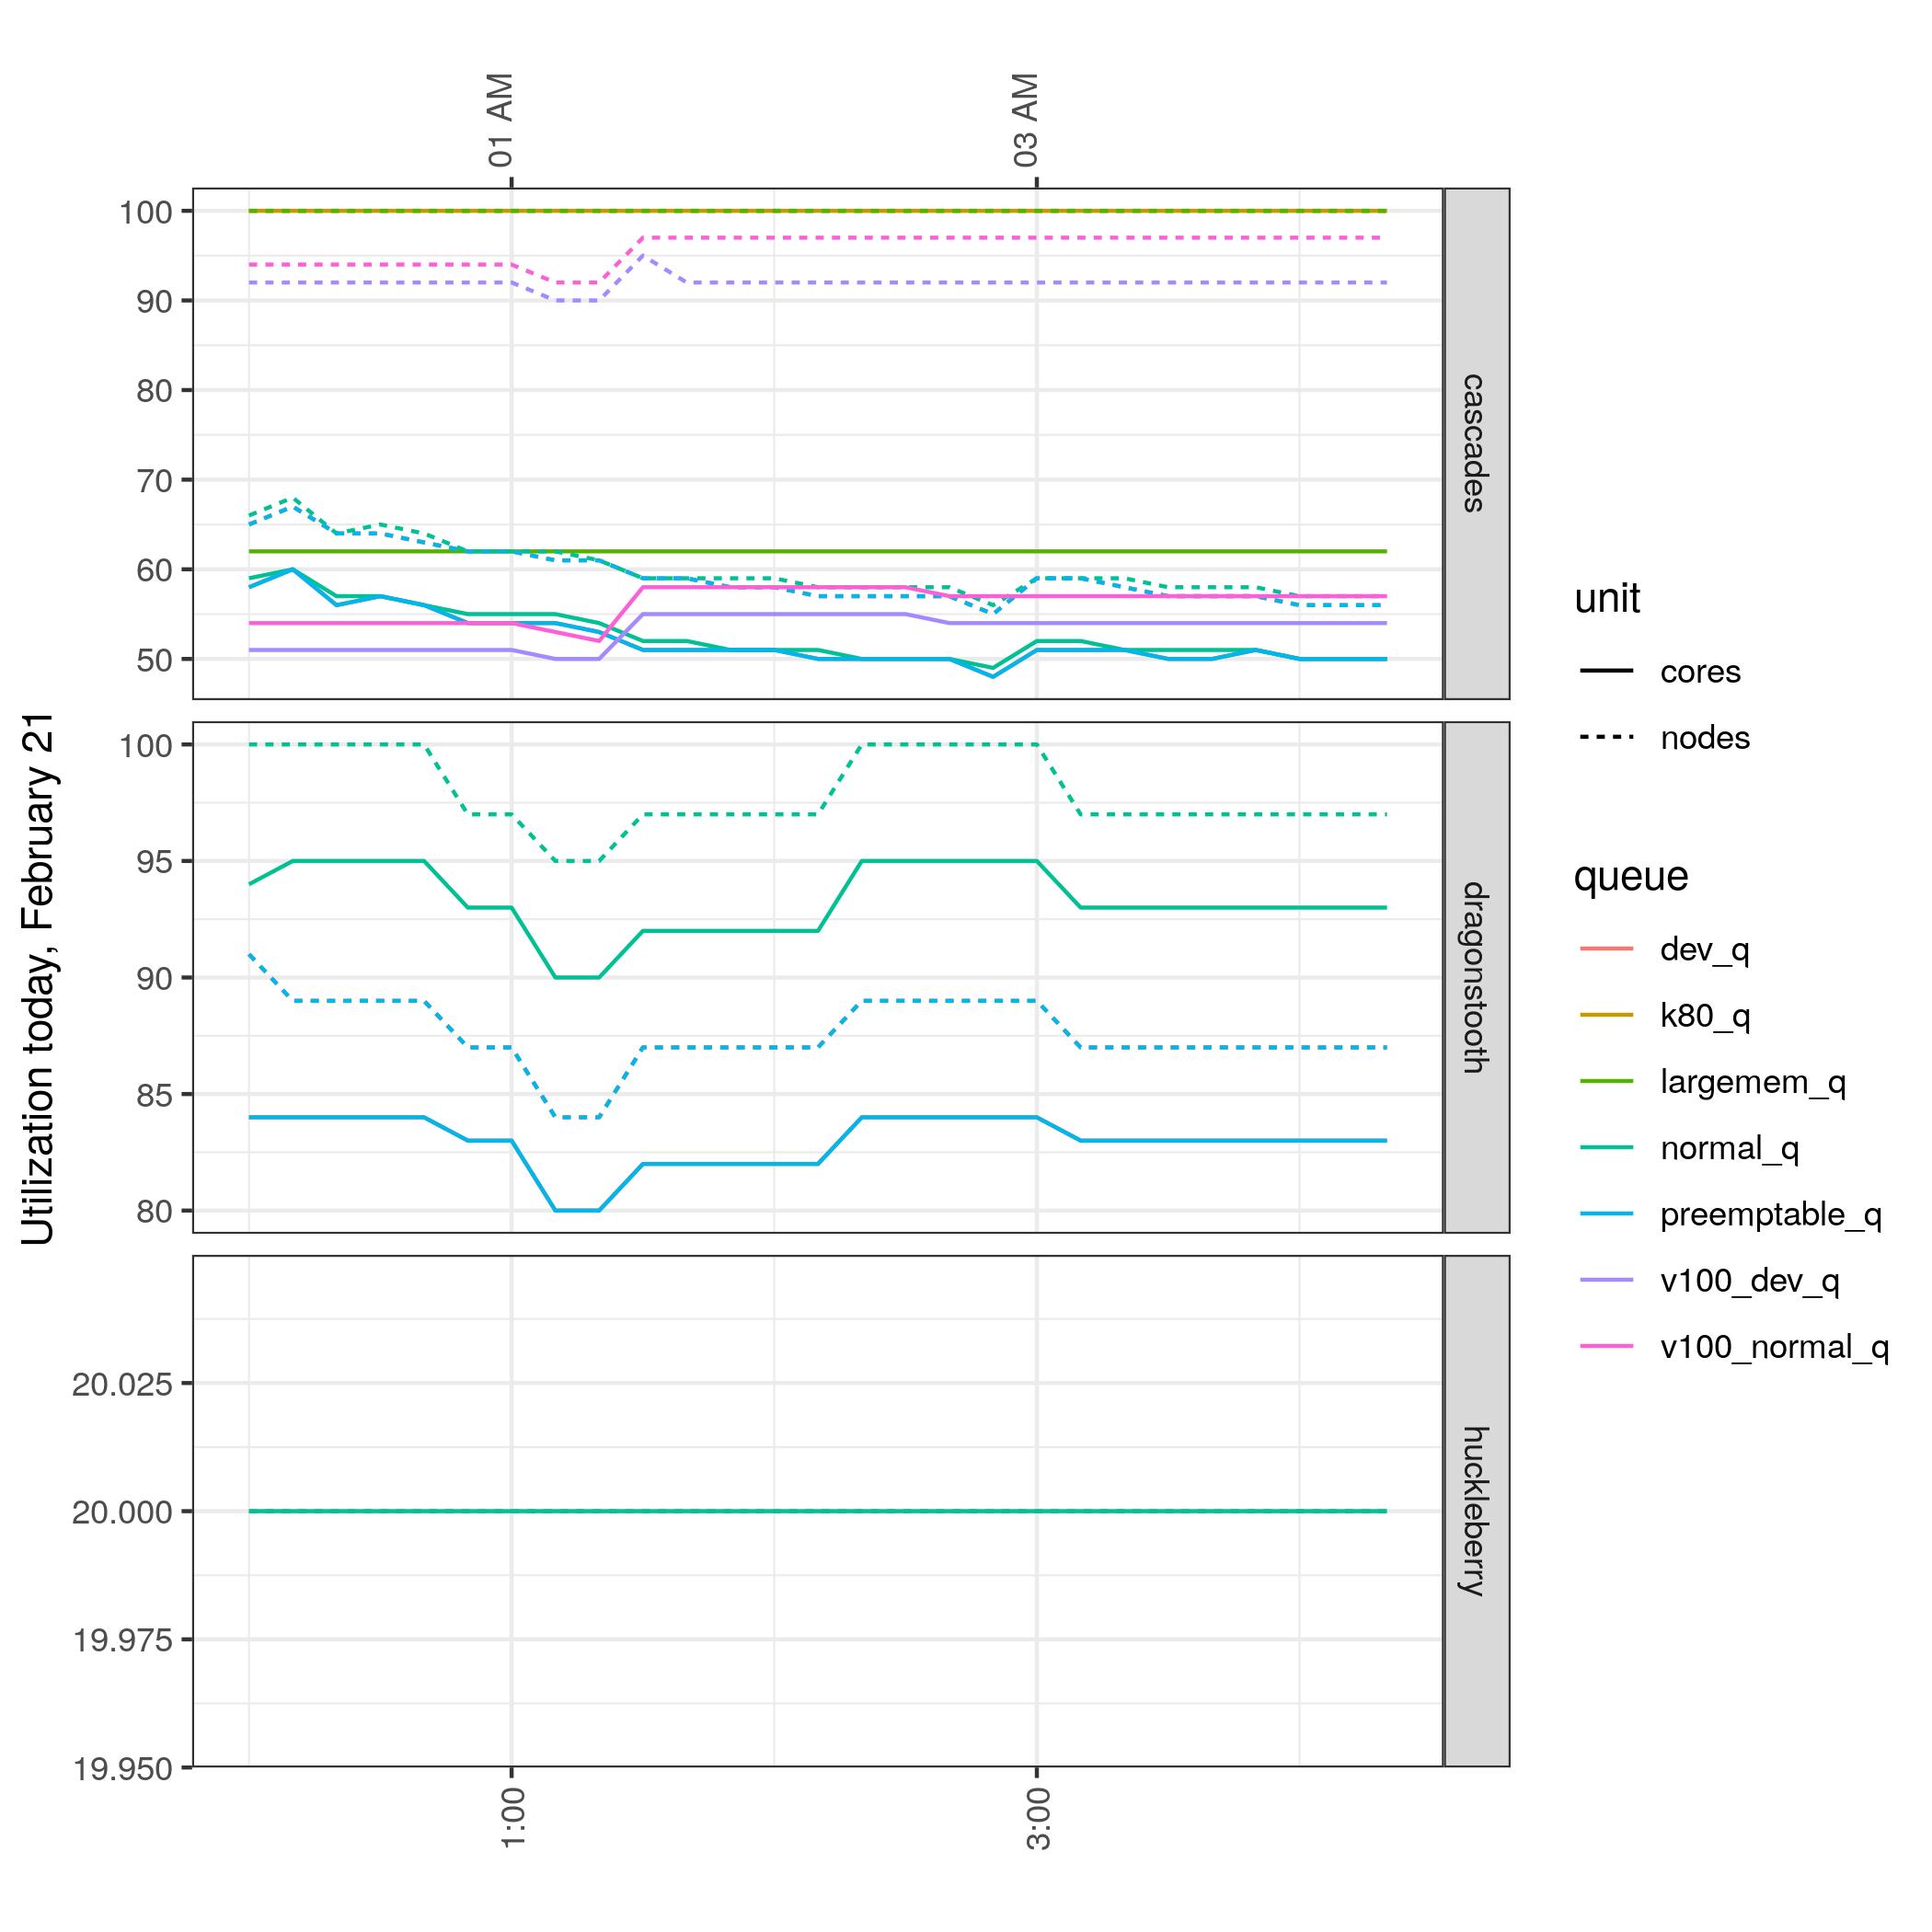 01 AM
03 AM
100
90
80
70
60
50
cascades
100
95
90
85
80
dragonstooth
20.025
20.000
19.975
19.950
huckleberry
1:00
3:00
Utilization today, February 21
unit
cores
nodes
queue
dev_q
k80_q
largemem_q
normal_q
preemptable_q
v100_dev_q
v100_normal_q